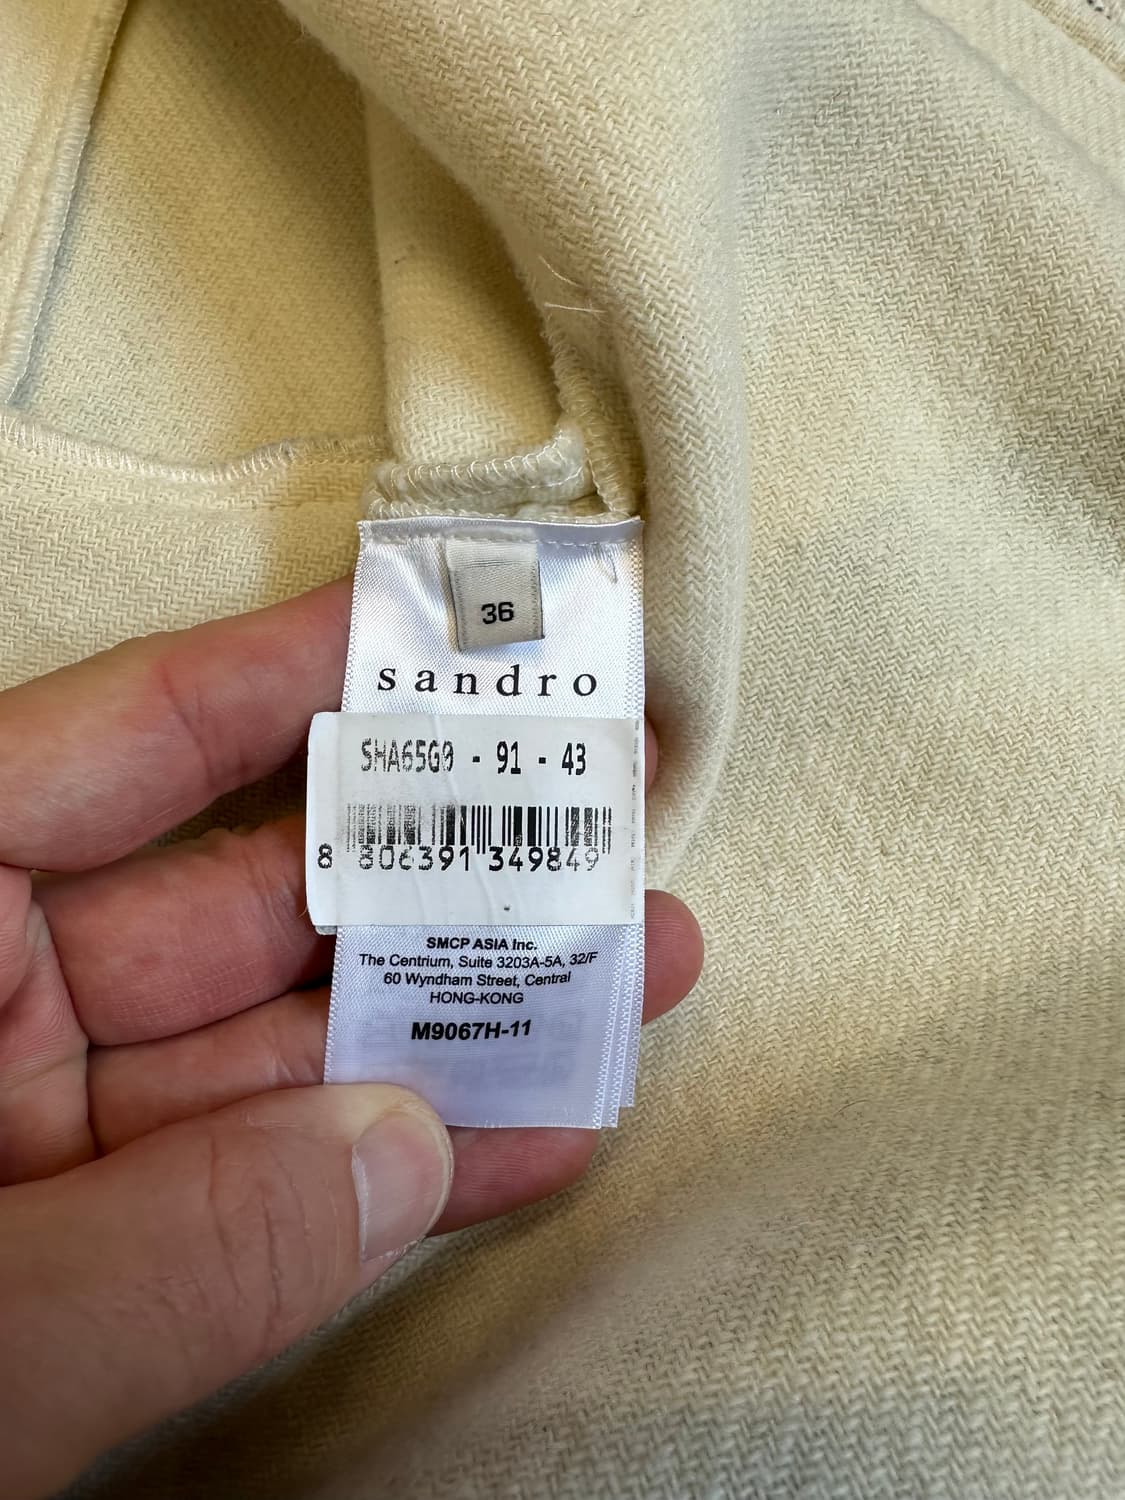 36
sandro
SHA65G0 - 91 - 43
8 806391 349849
SMCP ASIA Inc.
The Centrium, Suite 3203A-5A, 32/F
60 Wyndham Street, Central
HONG-KONG
M9067H-11